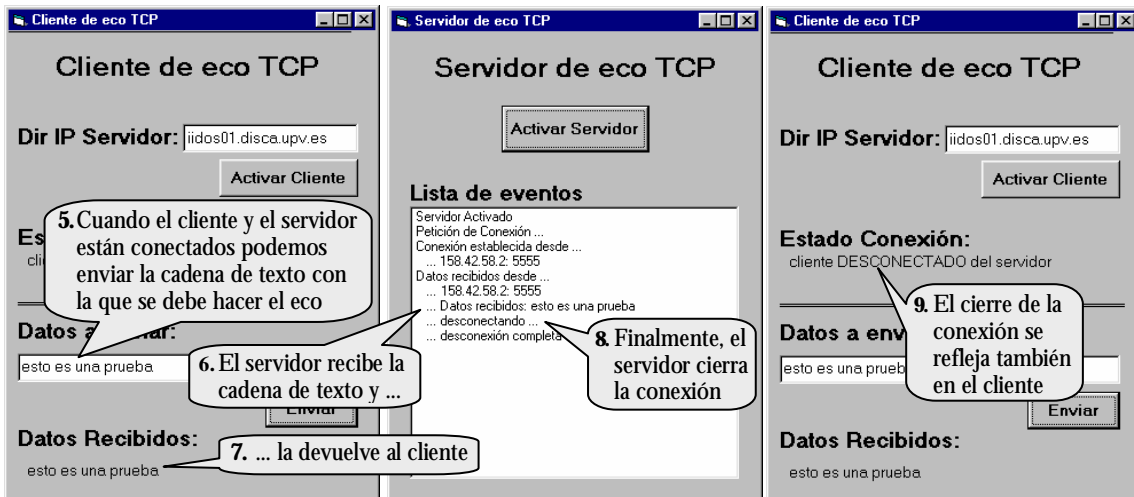 Cliente de eco TCP
Cliente de eco TCP
Dir IP Servidor: iidos01.disca.upv.es
Activar Cliente
5. Cuando el cliente y el servidor
están conectados podemos
enviar la cadena de texto con
la que se debe hacer el eco
Es
cli
Datos a ar:
esto es una prueba
Enviar
Datos Recibidos:
esto es una prueba
7. ... la devuelve al cliente
Servidor de eco TCP
Servidor de eco TCP
Activar Servidor
Lista de eventos
Servidor Activado
Petición de Conexión ...
Conexión establecida desde ...
... 158.42.58.2: 5555
Datos recibidos desde ...
... 158.42.58.2: 5555
... Datos recibidos: esto es una prueba
... desconectando ...
... desconexión completa
6. El servidor recibe la
cadena de texto y ...
8. Finalmente, el
servidor cierra
la conexión
Cliente de eco TCP
Cliente de eco TCP
Dir IP Servidor: iidos01.disca.upv.es
Activar Cliente
Estado Conexión:
cliente DESCONECTADO del servidor
9. El cierre de la
conexión se
refleja también
en el cliente
Datos a env
esto es una prueb
Enviar
Datos Recibidos:
esto es una prueba